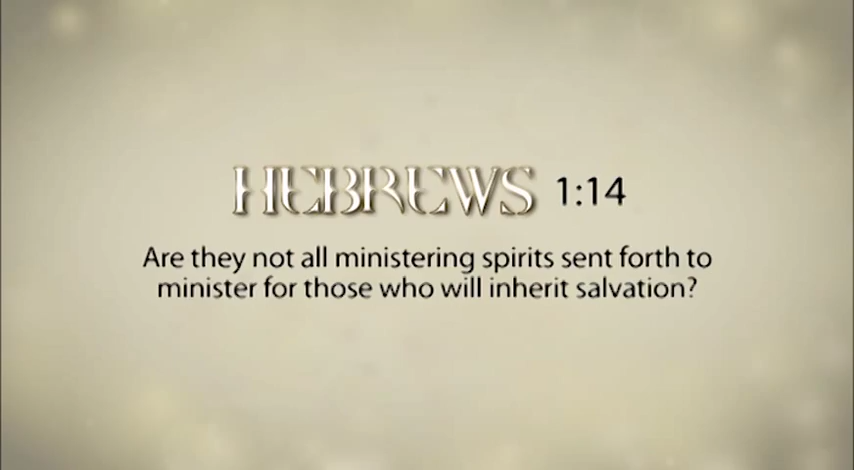 HEBREWS 1:14
Are they not all ministering spirits sent forth to
minister for those who will inherit salvation?